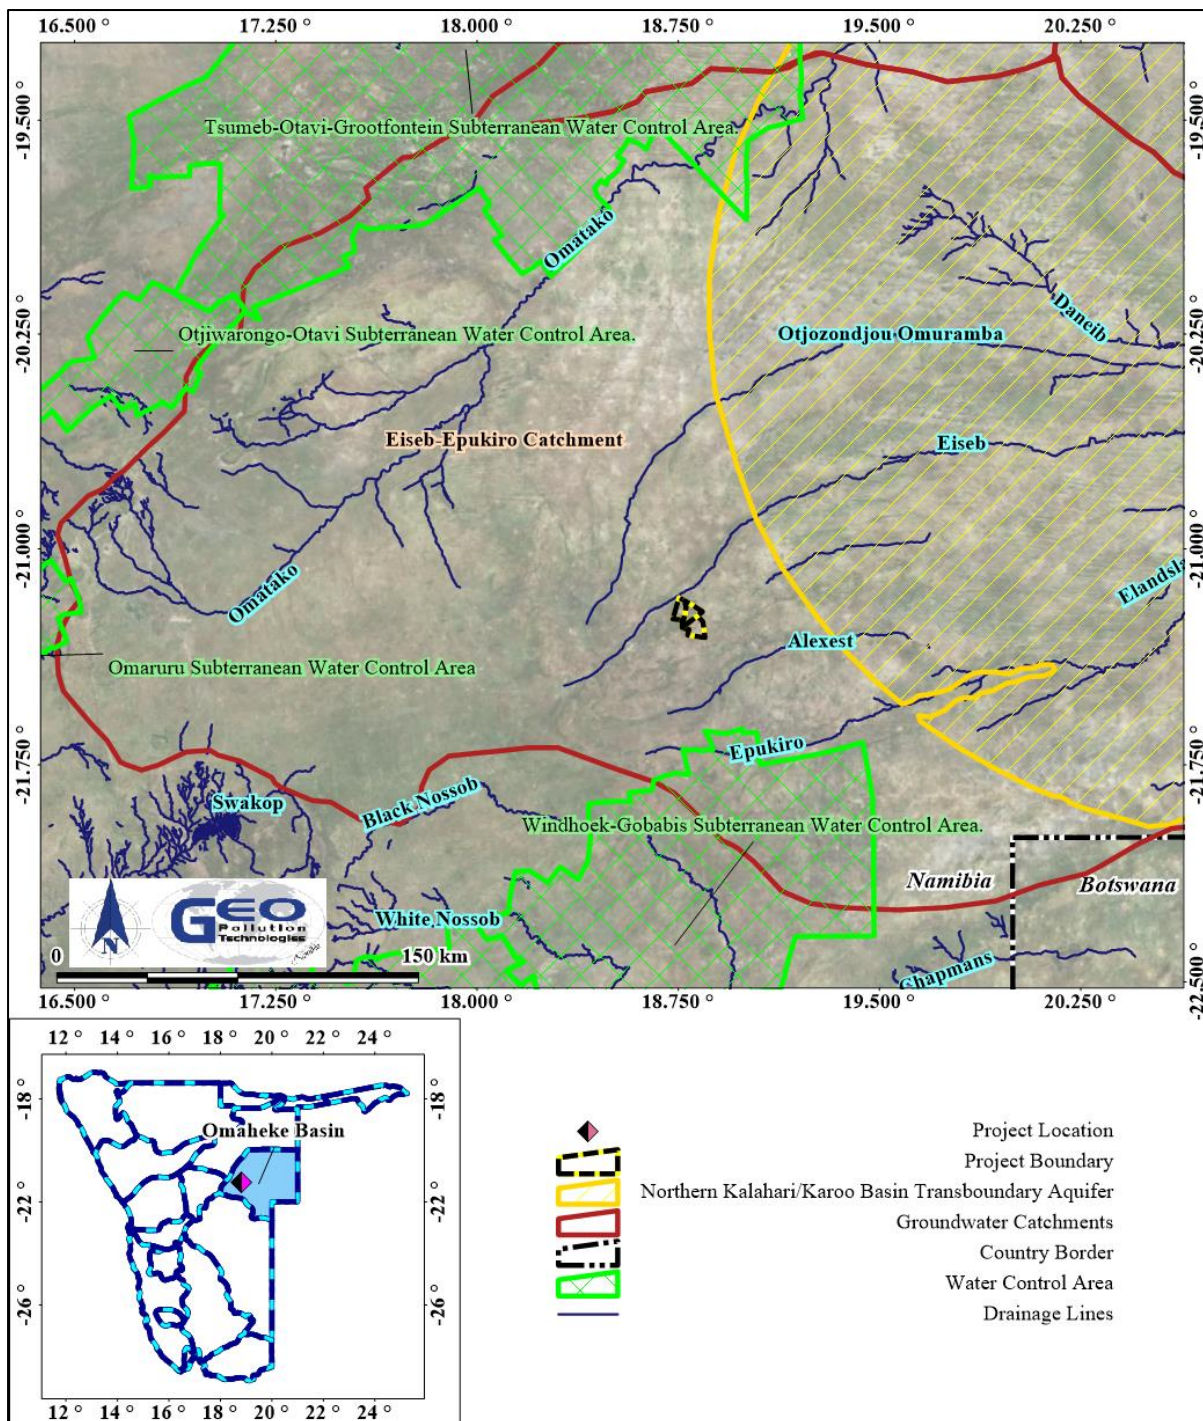 16.500 ° 17.250 ° 18.000 ° 18.750 ° 19.500 ° 20.250 °
-19.500 ° -19.500 °
Tsumeb-Otavi-Grootfontein Subterranean Water Control Area.
Omatako
Daneib
-20.250 ° -20.250 °
Otjiwarongo-Otavi Subterranean Water Control Area.
Otjozondjou Omuramba
Eiseb-Epukiro Catchment
Eiseb
-21.000 ° -21.000 °
Omatako
Elandsla
Alexest
Omaruru Subterranean Water Control Area
-21.750 ° -21.750 °
Epukiro
Swakop
Black Nossob
Windhoek-Gobabis Subterranean Water Control Area.
Namibia
Botswana
N
GEO
Pollution
Technologies
Namibia
White Nossob
0 150 km
Chapmans
-22.500 ° -22.500 °
16.500 ° 17.250 ° 18.000 ° 18.750 ° 19.500 ° 20.250 °
12 ° 14 ° 16 ° 18 ° 20 ° 22 ° 24 °
-18 ° -18 °
Omaheke Basin
-22 ° -22 °
-26 ° -26 °
12 ° 14 ° 16 ° 18 ° 20 ° 22 ° 24 °
Project Location
Project Boundary
Northern Kalahari/Karoo Basin Transboundary Aquifer
Groundwater Catchments
Country Border
Water Control Area
Drainage Lines